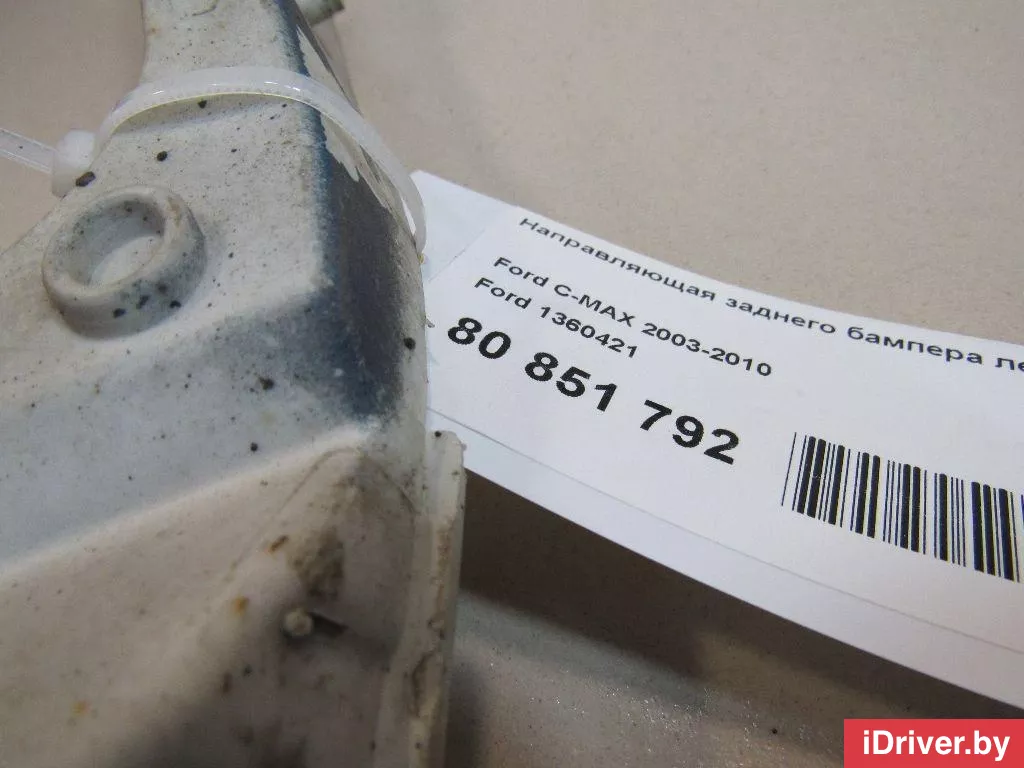 Направляющая заднего бампера ле
Ford C-MAX 2003-2010
Ford 1360421
80 851 792
iDriver.by